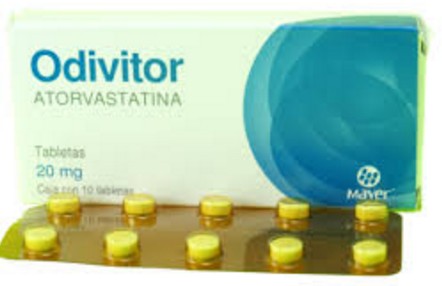 Odivitor
ATORVASTATINA
Tabletas
20 mg
Caja con 10 tabletas
Maver